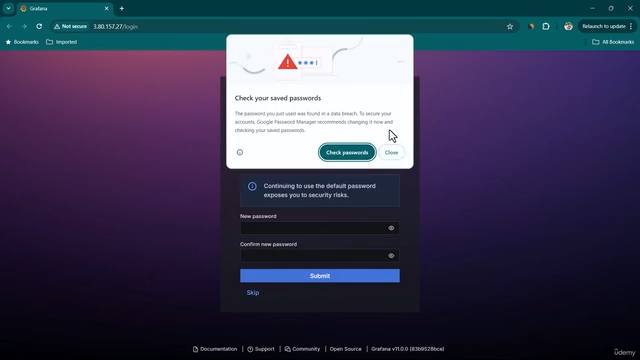 Grafana
Not secure 3.80.157.27/login
Relaunch to update
Bookmarks Imported All Bookmarks
Check your saved passwords
The password you just used was found in a data breach. To secure your
accounts, Google Password Manager recommends changing it now and
checking your saved passwords.
Check passwords Close
Continuing to use the default password
exposes you to security risks.
New password
Confirm new password
Submit
Skip
Documentation | Support | Community | Open Source | Grafana v11.0.0 (83b9528bce)
ûdemy